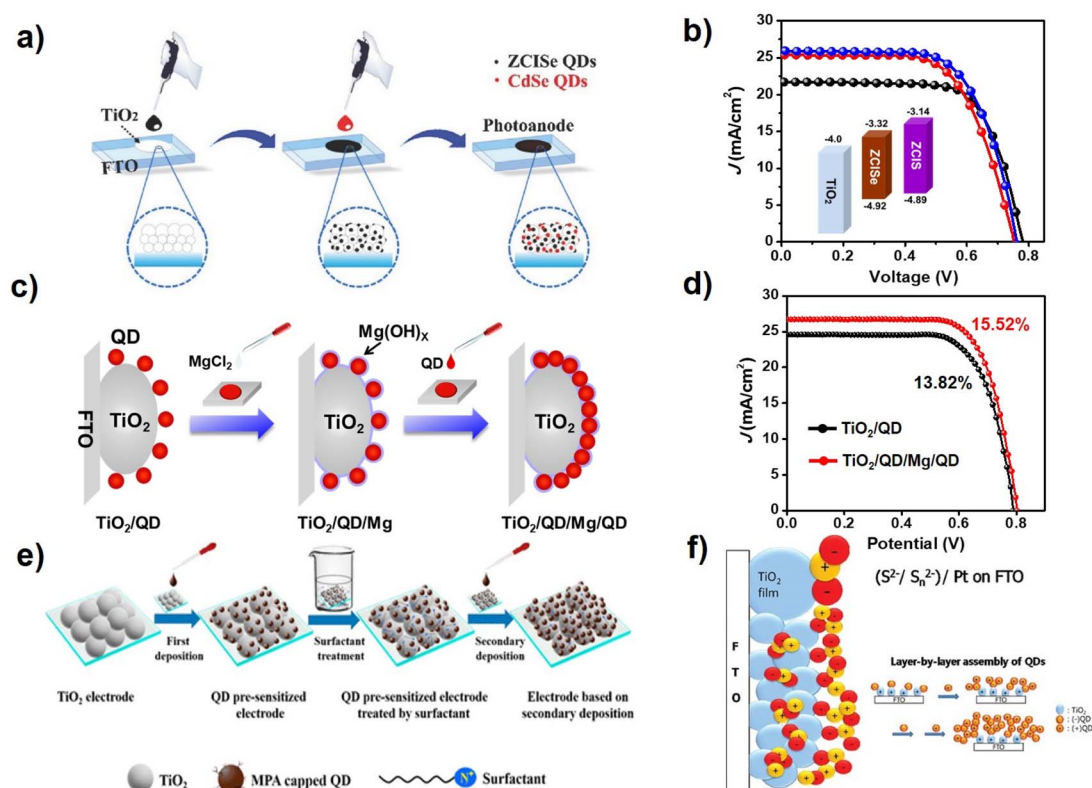 a)
TiO2
FTO
• ZCISe QDs
• CdSe QDs
Photoanode
b)
J (mA/cm2)
30
25
20
15
10
5
0
0.0 0.2 0.4 0.6 0.8
Voltage (V)
-4.0
TiO2
-3.32
ZCISe
-4.92
-3.14
ZCIS
-4.89
c)
QD
FTO
TiO2
MgCl2
Mg(OH)x
TiO2
QD
TiO2
TiO2/QD
TiO2/QD/Mg
TiO2/QD/Mg/QD
d)
J (mA/cm2)
30
25
20
15
10
5
0
0.0 0.2 0.4 0.6 0.8
Potential (V)
15.52%
13.82%
TiO2/QD
TiO2/QD/Mg/QD
e)
First
deposition
Surfactant
treatment
Secondary
deposition
TiO2 electrode
QD pre-sensitized
electrode
QD pre-sensitized electrode
treated by surfactant
Electrode based on
secondary deposition
TiO2
MPA capped QD
N+
Surfactant
f)
FTO
TiO2
film
+
-
(S2-/ Sn2-)/ Pt on FTO
Layer-by-layer assembly of QDs
FTO
FTO
FTO
: TiO2
: (-)QD
: (+)QD